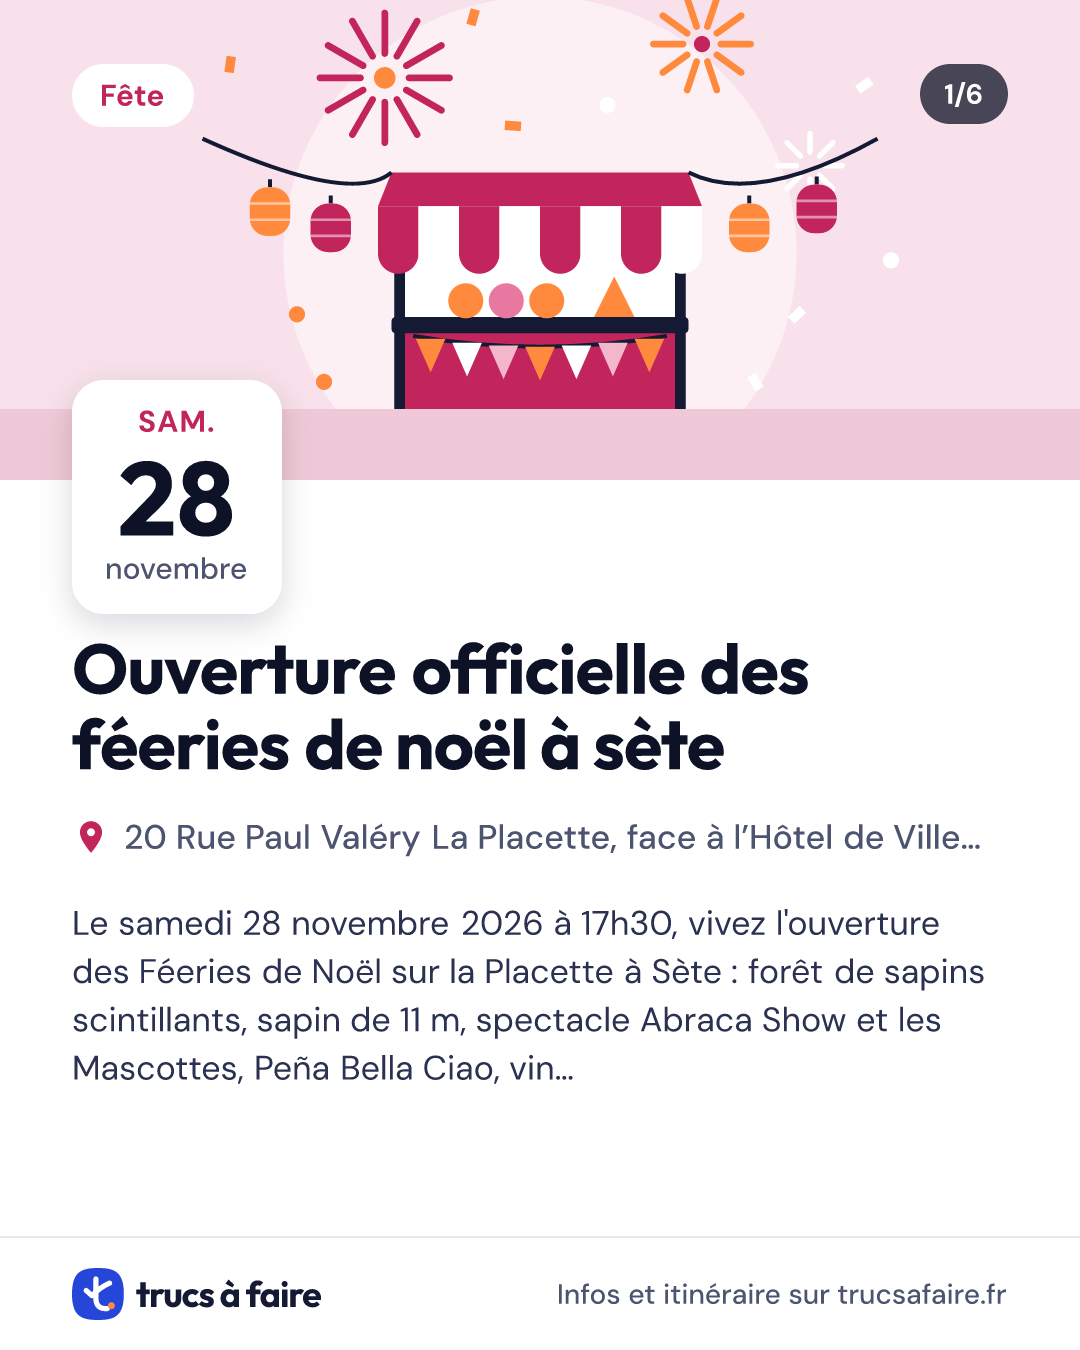 Fête
1/6
SAM.
28
novembre
Ouverture officielle des
féeries de noël à sète
20 Rue Paul Valéry La Placette, face à l’Hôtel de Ville…
Le samedi 28 novembre 2026 à 17h30, vivez l'ouverture
des Féeries de Noël sur la Placette à Sète : forêt de sapins
scintillants, sapin de 11 m, spectacle Abraca Show et les
Mascottes, Peña Bella Ciao, vin…
trucs à faire
Infos et itinéraire sur trucsafaire.fr